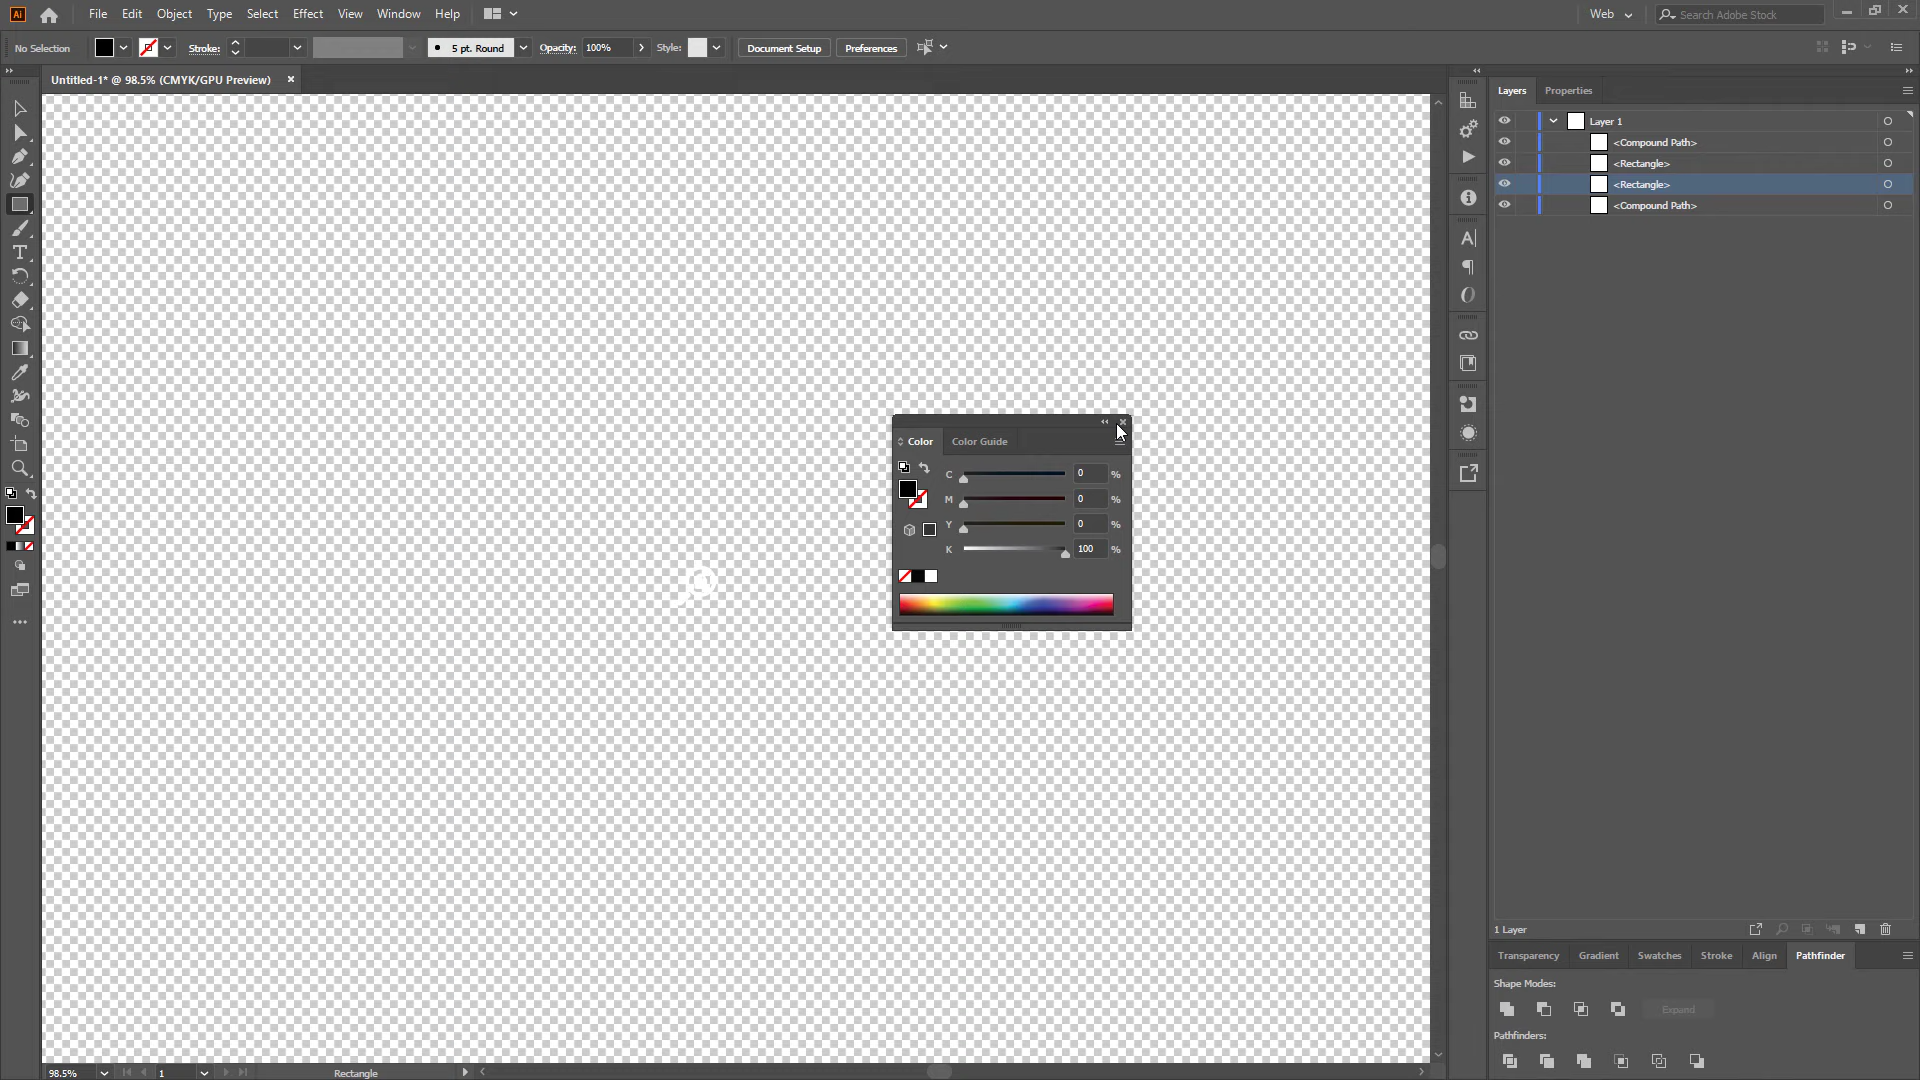 Ai File Edit Object Type Select Effect View Window Help Web Search Adobe Stock
No Selection Stroke: 5 pt. Round Opacity: 100% Style: Document Setup Preferences
Untitled-1* @ 98.5% (CMYK/GPU Preview)
Layers Properties
Layer 1
<Compound Path>
<Rectangle>
<Rectangle>
<Compound Path>
Color Color Guide
C 0 %
M 0 %
Y 0 %
K 100 %
1 Layer
Transparency Gradient Swatches Stroke Align Pathfinder
Shape Modes:
Expand
Pathfinders:
98.5% 1 Rectangle